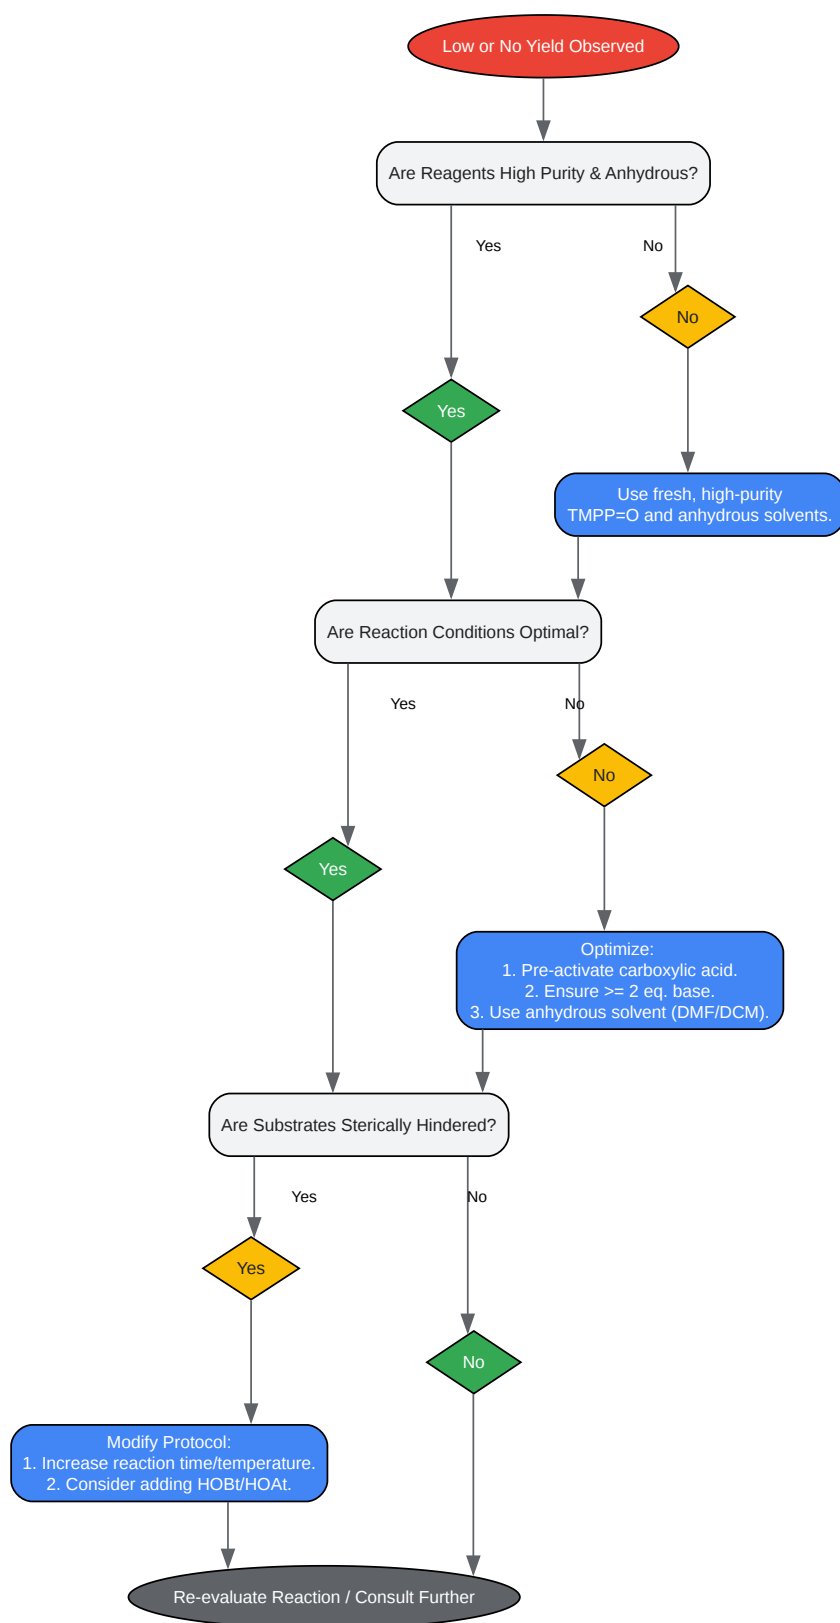 Low or No Yield Observed
Are Reagents High Purity & Anhydrous?
Yes
No
No
Yes
Use fresh, high-purity
TMPP=O and anhydrous solvents.
Are Reaction Conditions Optimal?
Yes
No
No
Yes
Optimize:
1. Pre-activate carboxylic acid.
2. Ensure >= 2 eq. base.
3. Use anhydrous solvent (DMF/DCM).
Are Substrates Sterically Hindered?
Yes
No
Yes
No
Modify Protocol:
1. Increase reaction time/temperature.
2. Consider adding HOBt/HOAt.
Re-evaluate Reaction / Consult Further